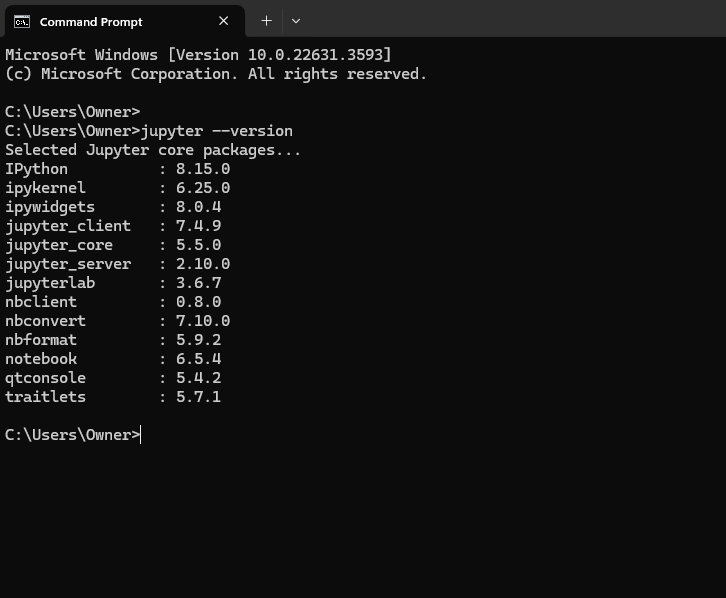 Command Prompt
Microsoft Windows [Version 10.0.22631.3593]
(c) Microsoft Corporation. All rights reserved.
C:\Users\Owner>
C:\Users\Owner>jupyter --version
Selected Jupyter core packages...
IPython          : 8.15.0
ipykernel        : 6.25.0
ipywidgets       : 8.0.4
jupyter_client   : 7.4.9
jupyter_core     : 5.5.0
jupyter_server   : 2.10.0
jupyterlab       : 3.6.7
nbclient         : 0.8.0
nbconvert        : 7.10.0
nbformat         : 5.9.2
notebook         : 6.5.4
qtconsole        : 5.4.2
traitlets        : 5.7.1
C:\Users\Owner>